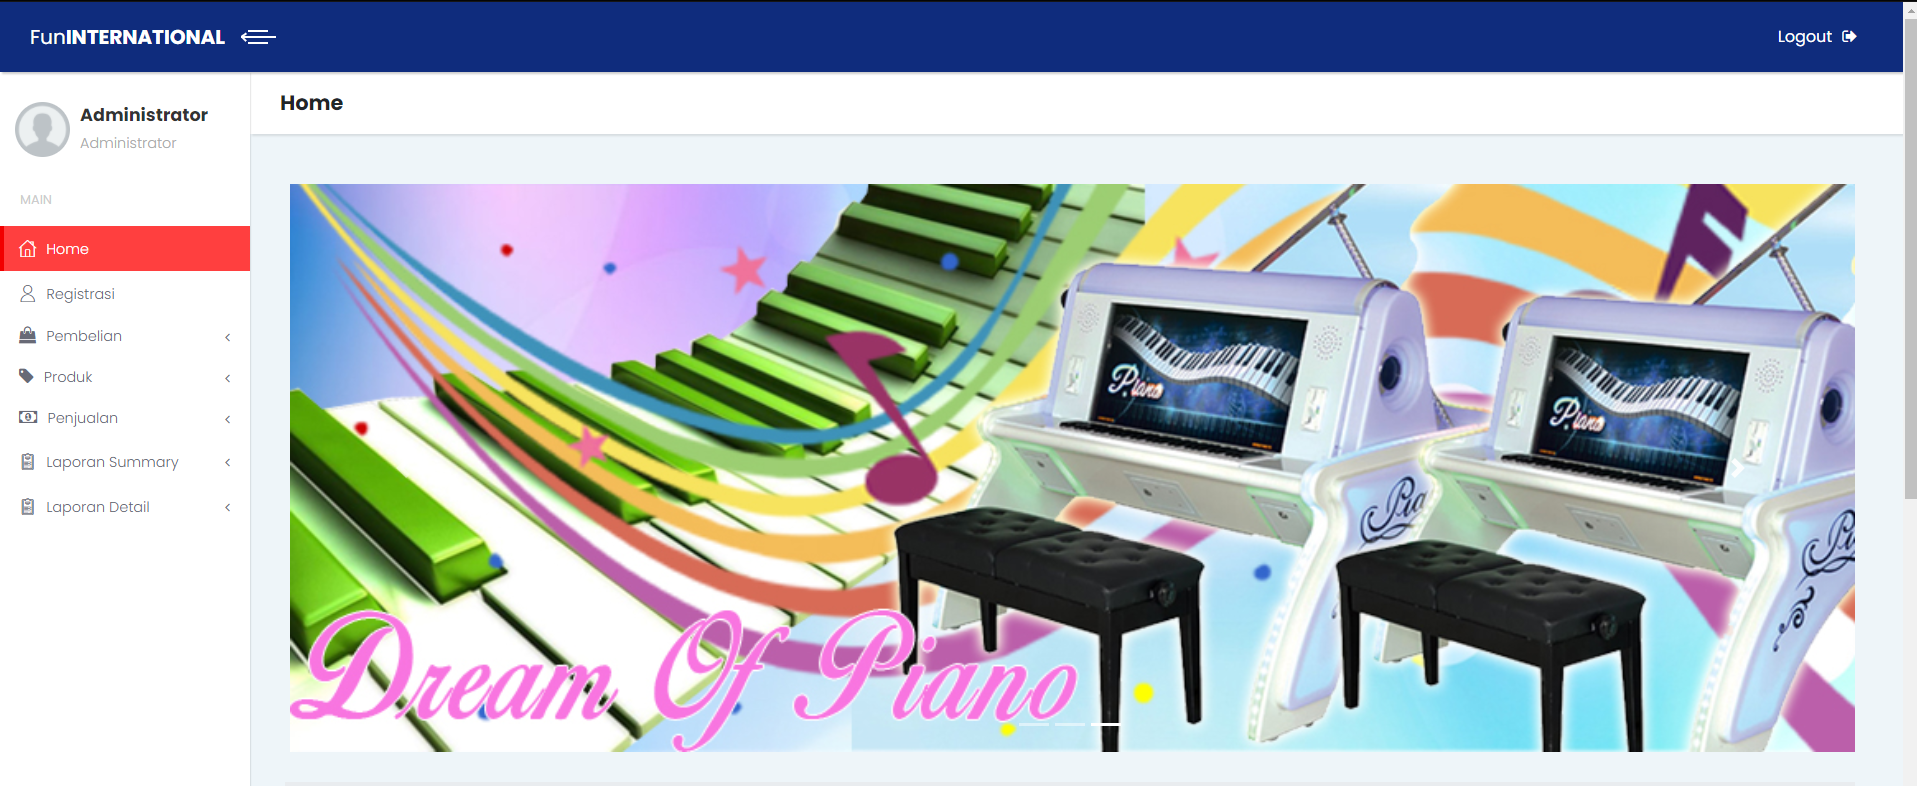 FunINTERNATIONAL
Logout
Administrator
Administrator
MAIN
Home
Registrasi
Pembelian
Produk
Penjualan
Laporan Summary
Laporan Detail
Home
Piano
Piano
Dream Of Piano